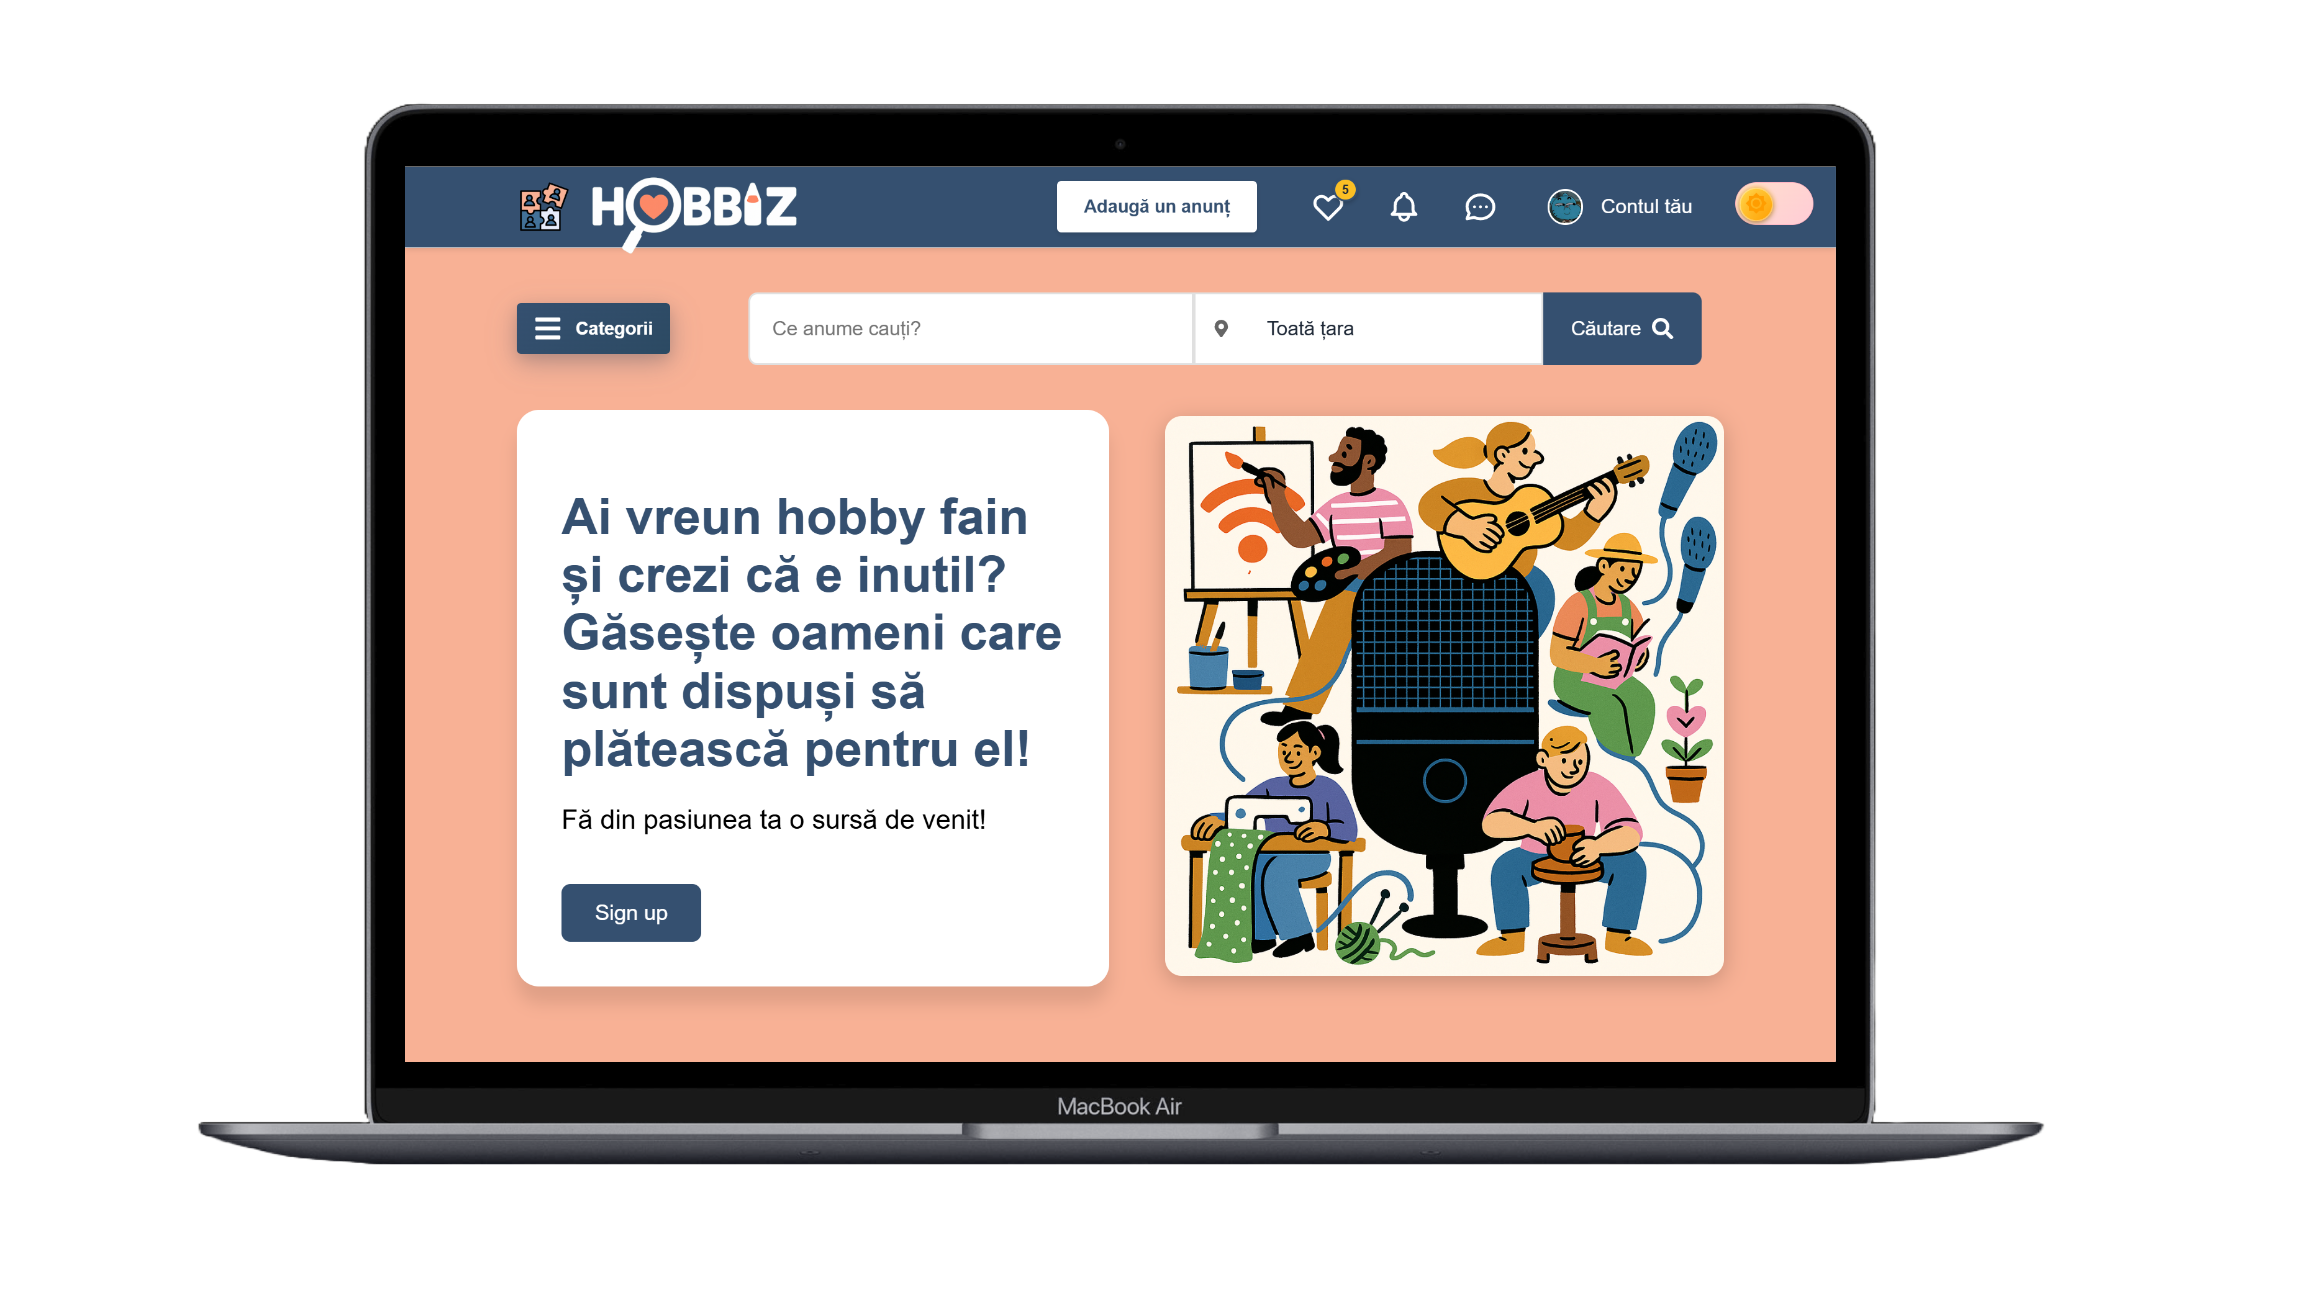 HOBBIZ
Adaugă un anunț
5
Contul tău
Categorii
Ce anume cauți?
Toată țara
Căutare
Ai vreun hobby fain
și crezi că e inutil?
Găsește oameni care
sunt dispuși să
plătească pentru el!
Fă din pasiunea ta o sursă de venit!
Sign up
MacBook Air